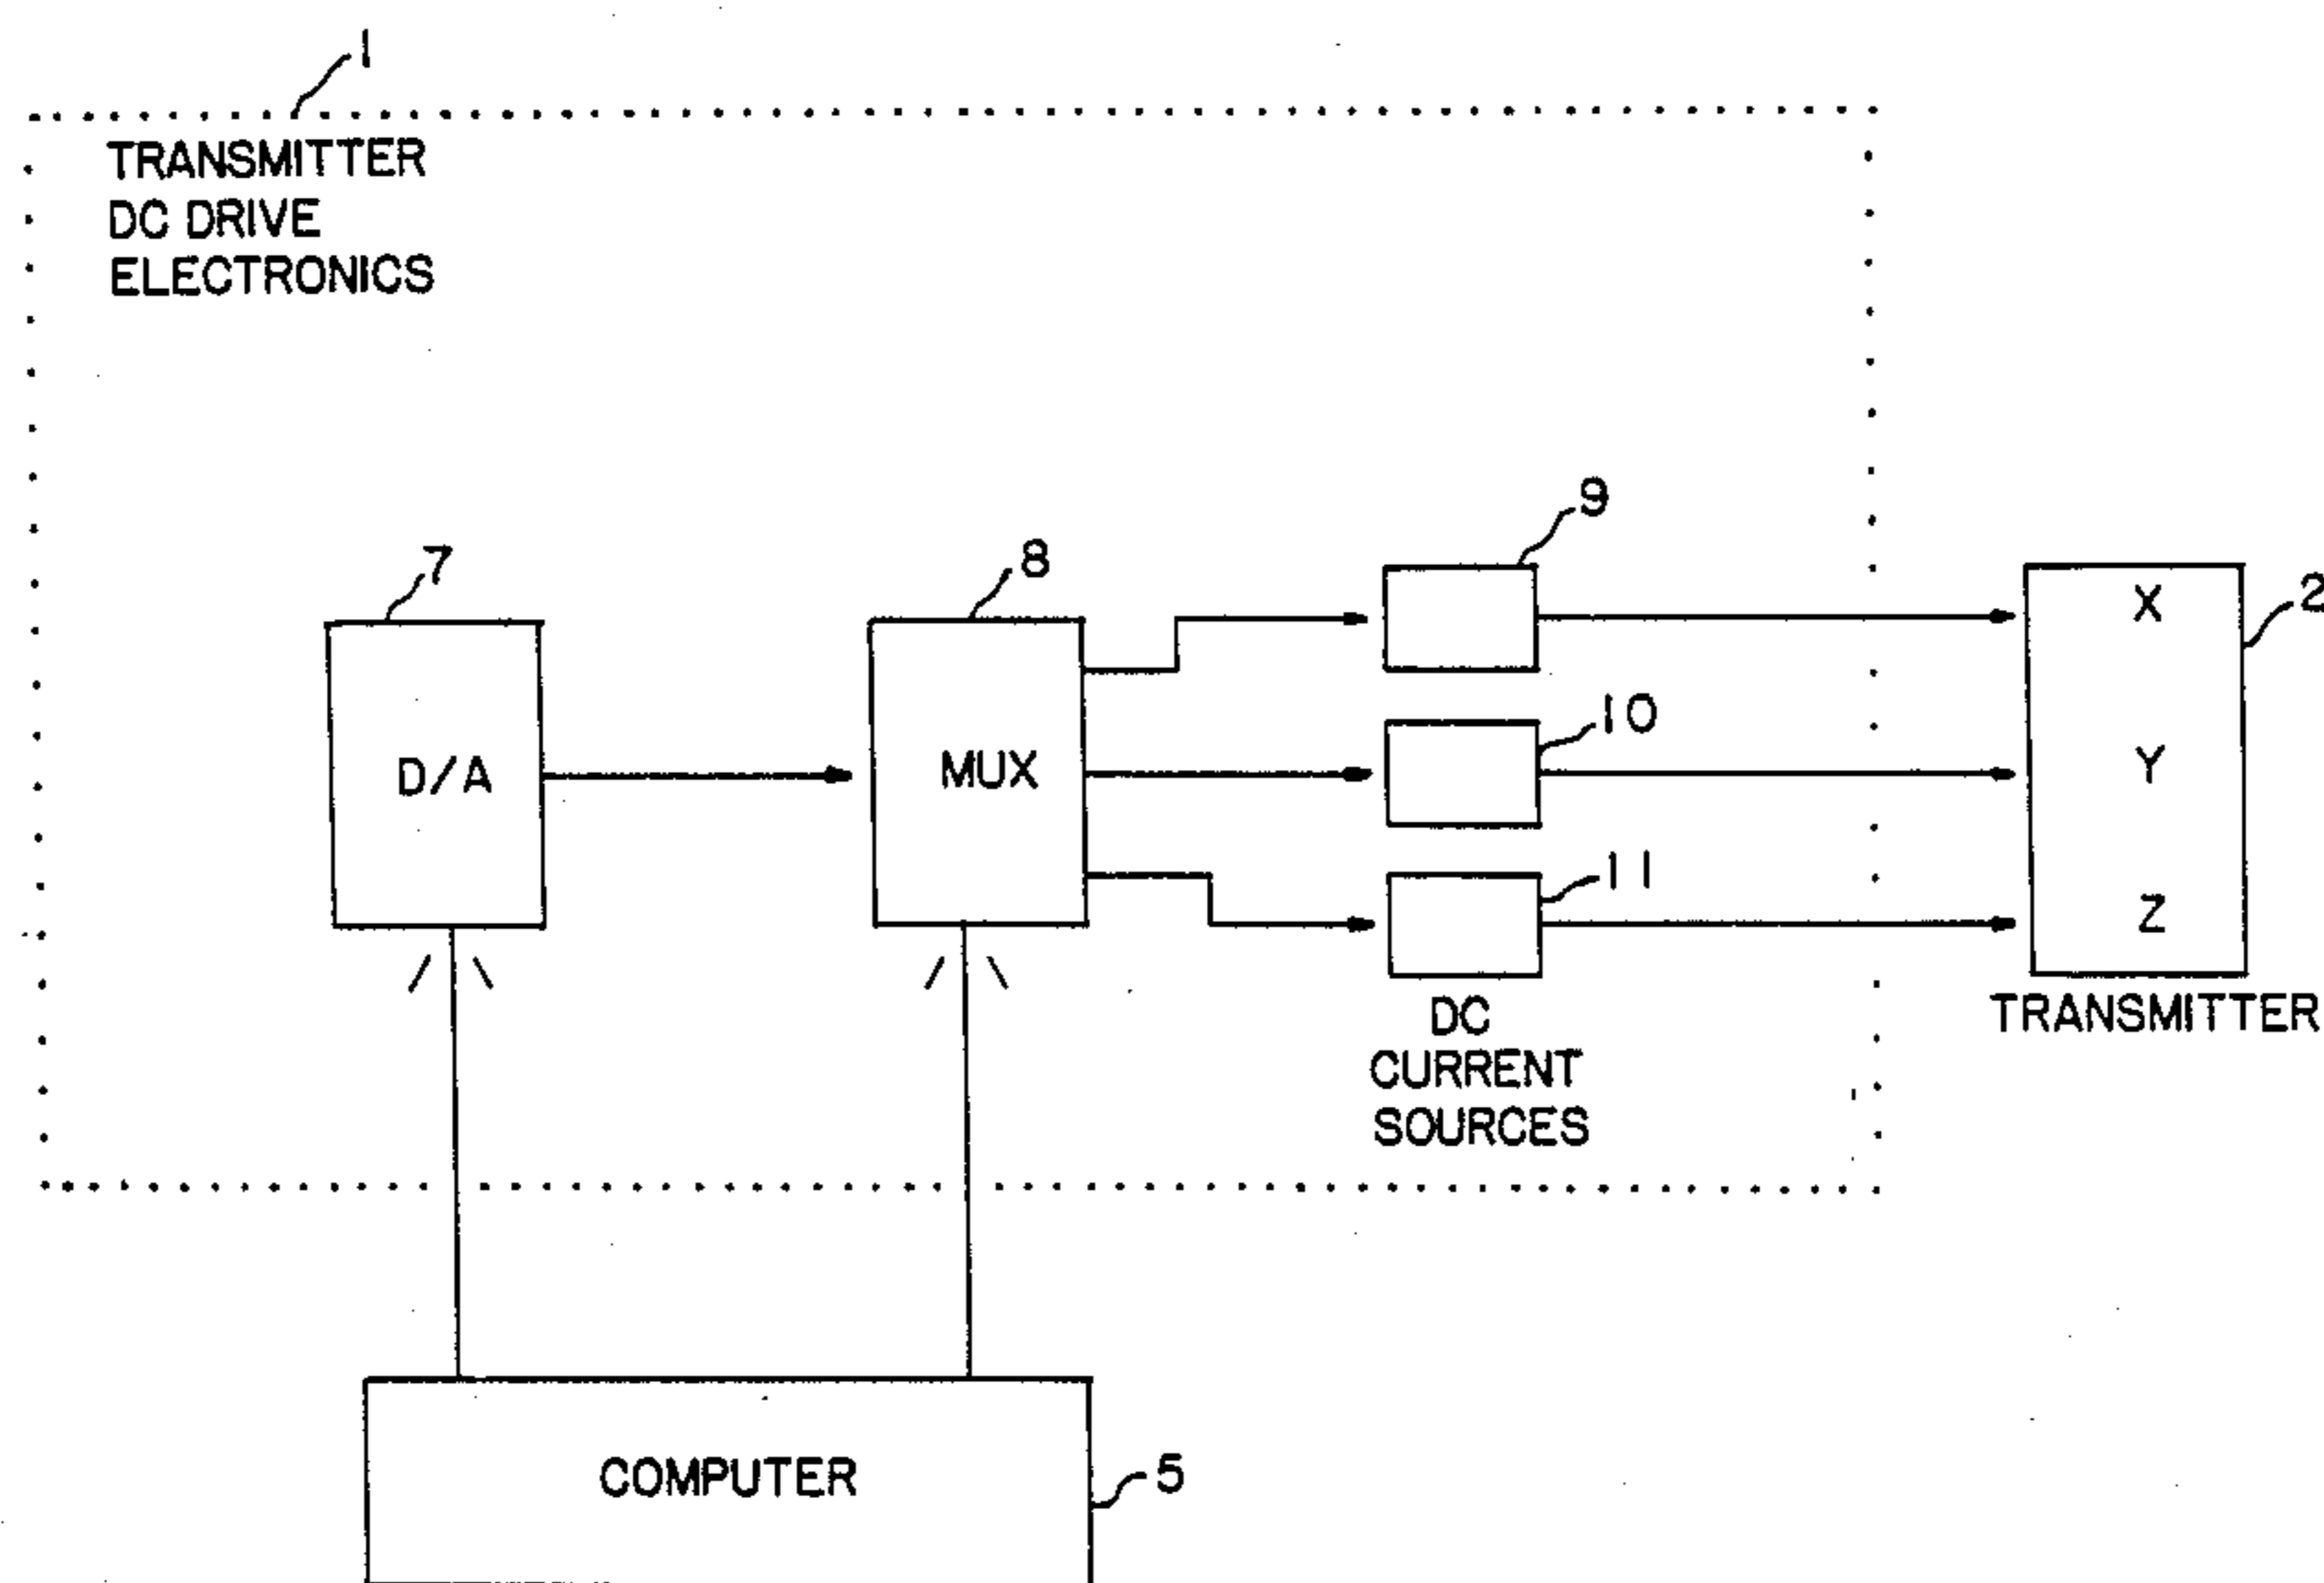 1
TRANSMITTER
DC DRIVE
ELECTRONICS
7
8
9
10
11
2
D/A
MUX
X
Y
Z
DC
CURRENT
SOURCES
TRANSMITTER
COMPUTER
5